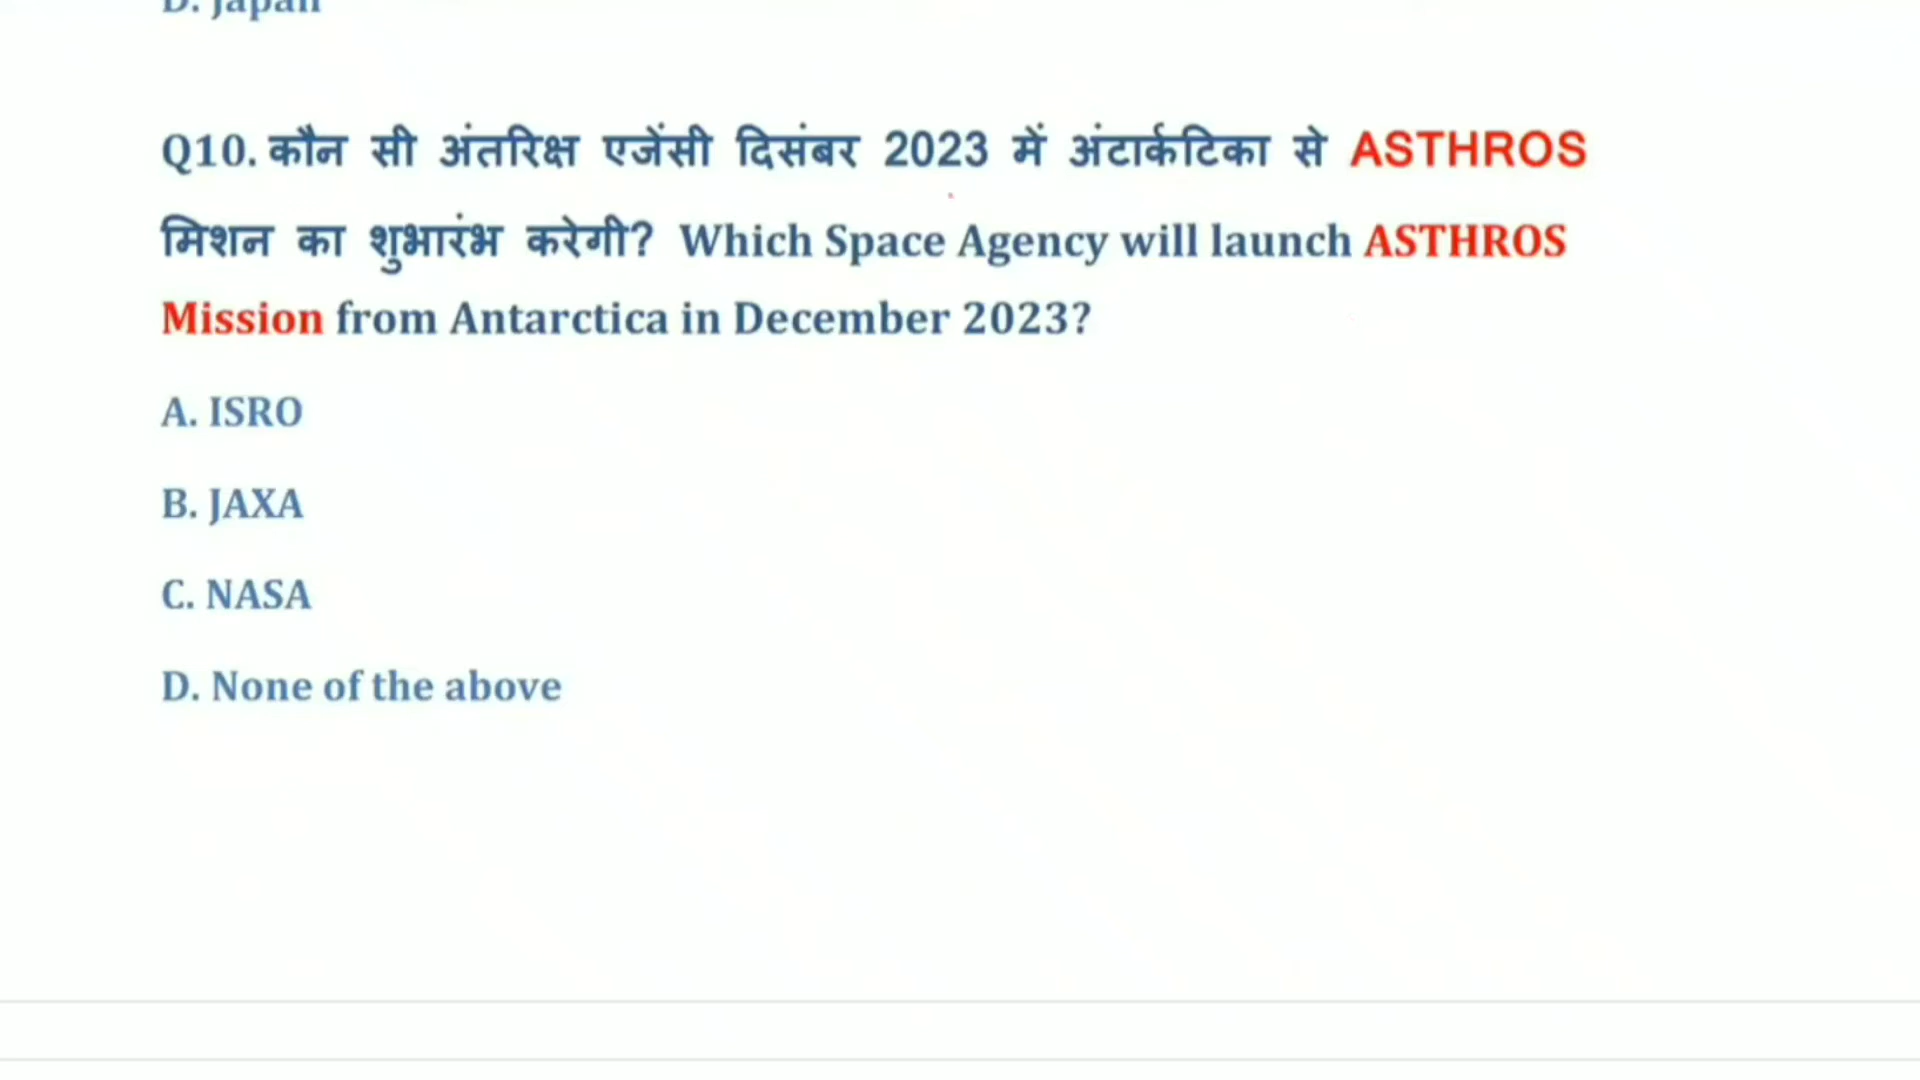 D. Japan
Q10. कौन सी अंतरिक्ष एजेंसी दिसंबर 2023 में अंटार्कटिका से ASTHROS
मिशन का शुभारंभ करेगी? Which Space Agency will launch ASTHROS
Mission from Antarctica in December 2023?
A. ISRO
B. JAXA
C. NASA
D. None of the above